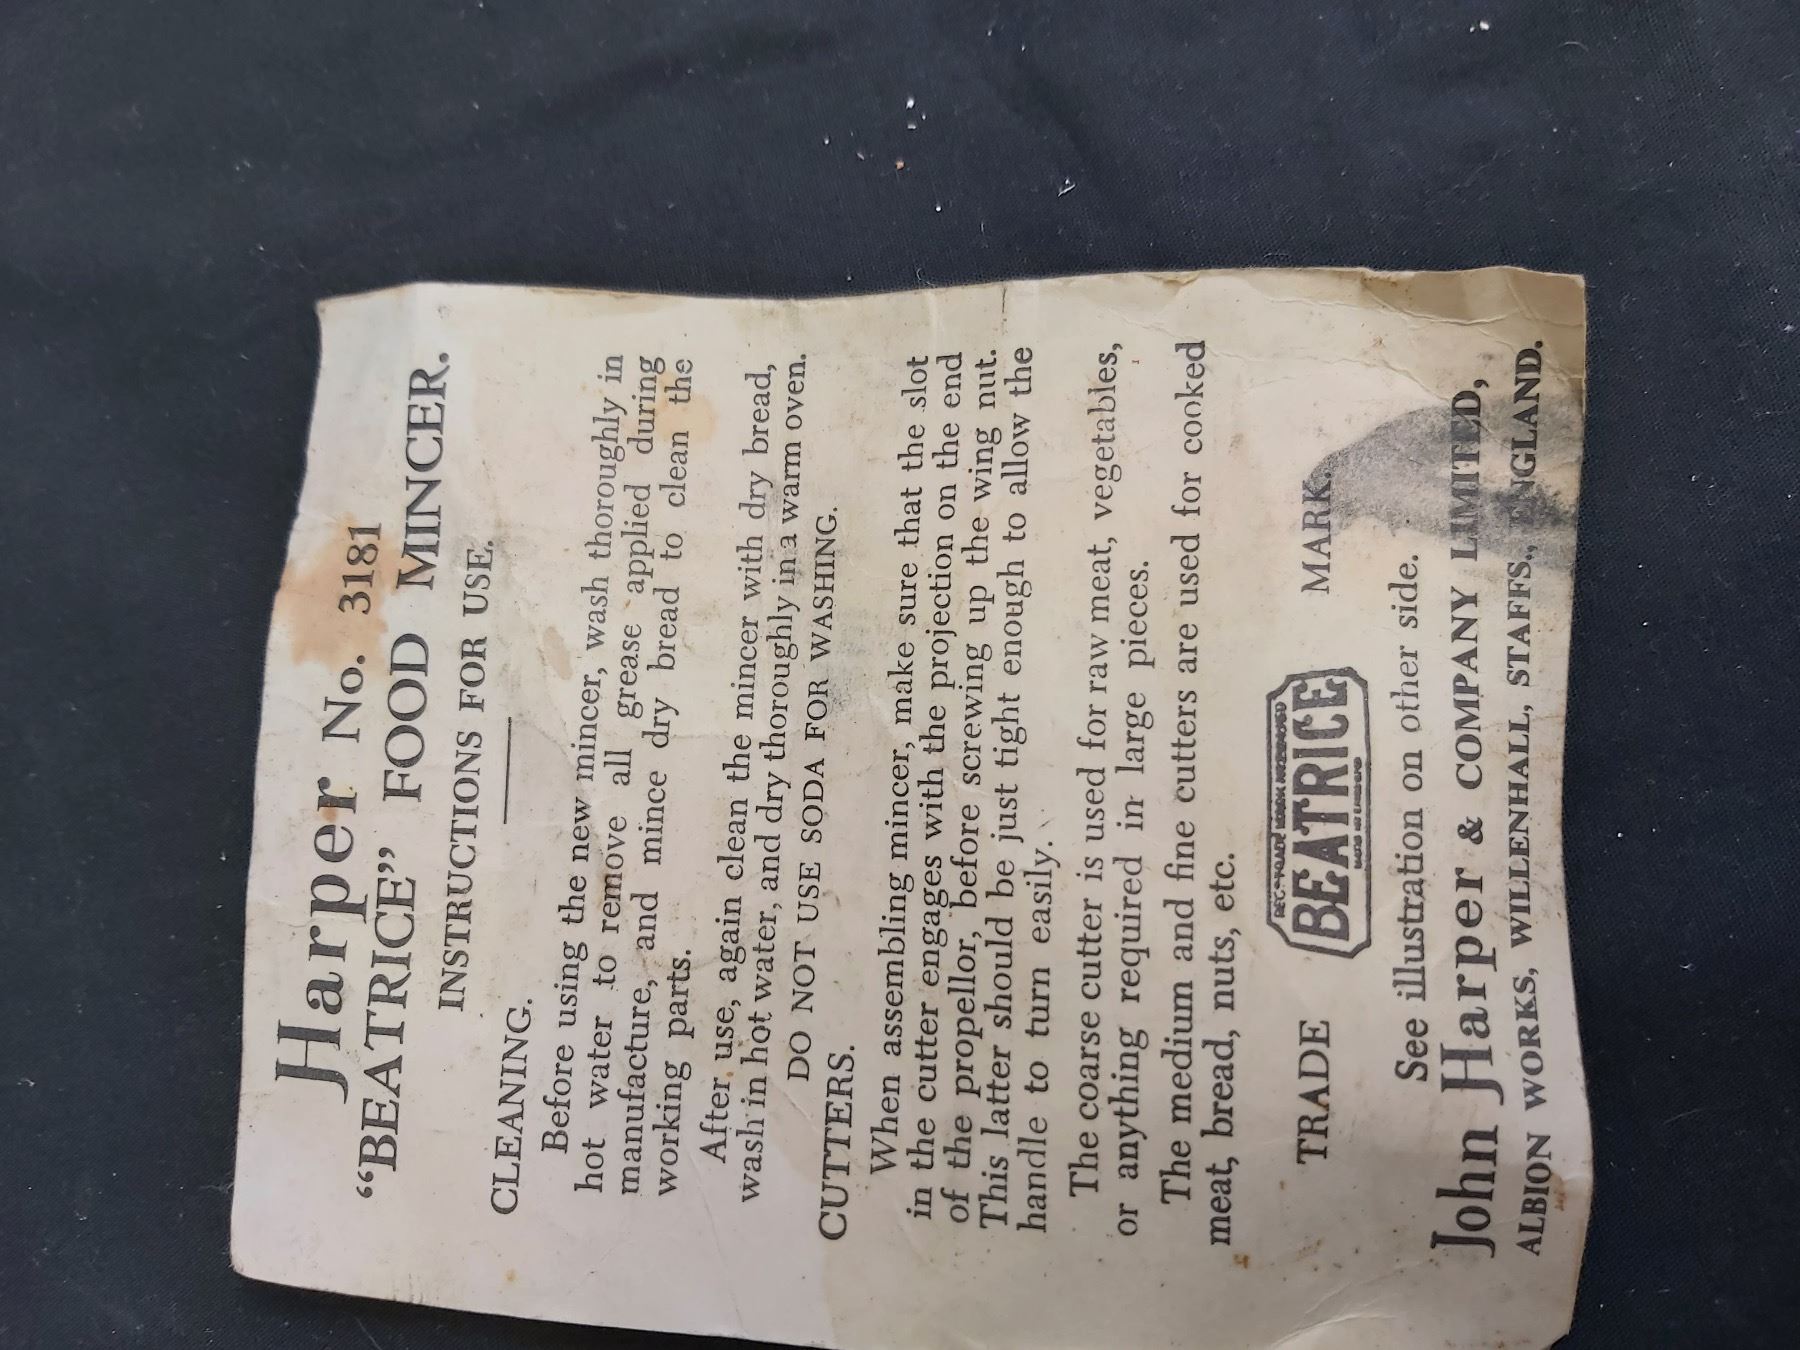 Harper No. 3181
“BEATRICE” FOOD MINCER.
INSTRUCTIONS FOR USE.
CLEANING.
Before using the new mincer, wash thoroughly in
hot water to remove all grease applied during
manufacture, and mince dry bread to clean the
working parts.
After use, again clean the mincer with dry bread,
wash in hot water, and dry thoroughly in a warm oven.
DO NOT USE SODA FOR WASHING.
CUTTERS.
When assembling mincer, make sure that the slot
in the cutter engages with the projection on the end
of the propellor, before screwing up the wing nut.
This latter should be just tight enough to allow the
handle to turn easily.
The coarse cutter is used for raw meat, vegetables,
or anything required in large pieces.
The medium and fine cutters are used for cooked
meat, bread, nuts, etc.
TRADE BEATRICE MARK.
See illustration on other side.
John Harper & COMPANY LIMITED,
ALBION WORKS, WILLENHALL, STAFFS., ENGLAND.